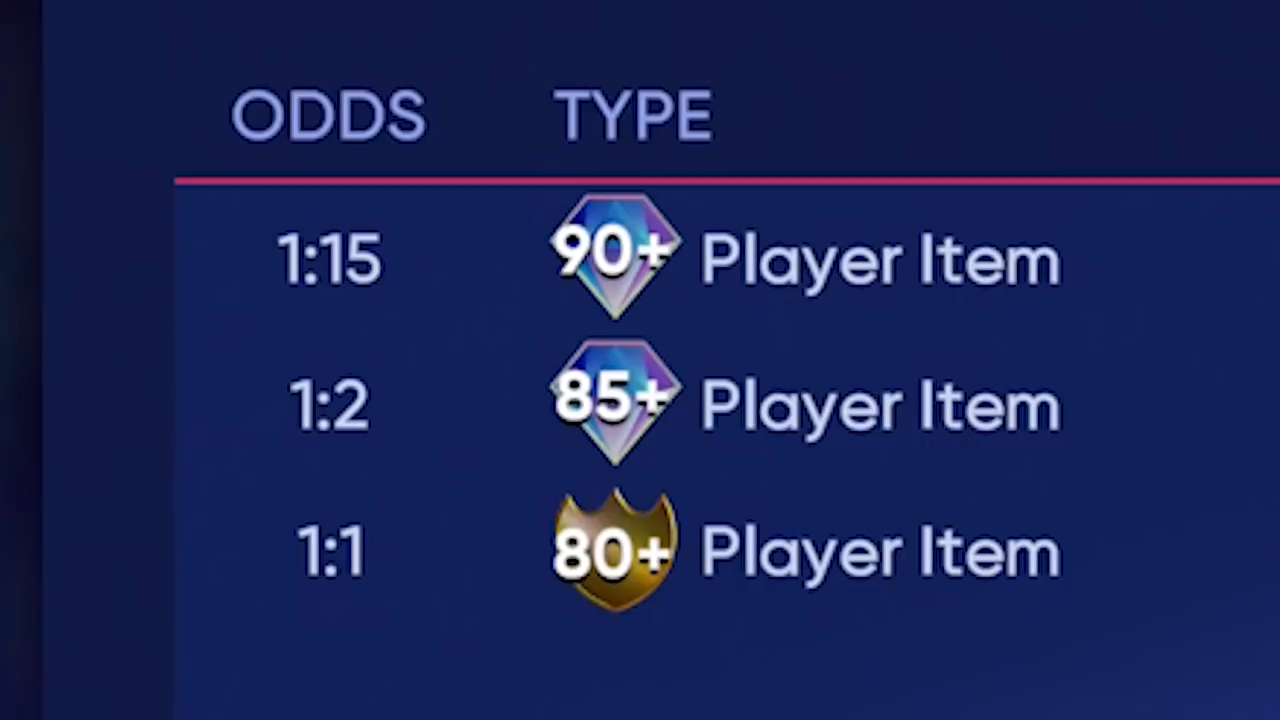 ODDS TYPE
1:15 90+ Player Item
1:2 85+ Player Item
1:1 80+ Player Item